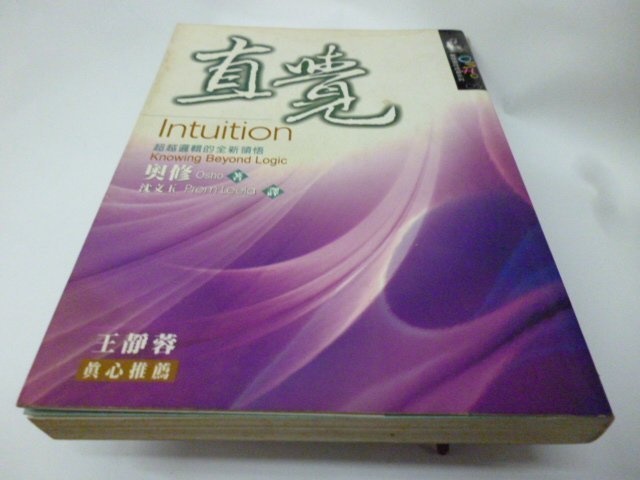 直覺
Intuition
超越邏輯的全新領悟
Knowing Beyond Logic
奧修 Osho 著
沈文玉 Prem Leela 譯
王靜蓉
真心推薦